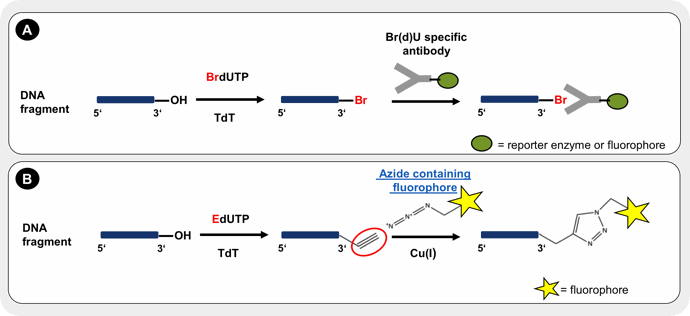 A
Br(d)U specific
antibody
BrdUTP
DNA
fragment
OH
TdT
5‘
3‘
Br
5‘
3‘
Br
5‘
3‘
= reporter enzyme or fluorophore
B
Azide containing
fluorophore
EdUTP
DNA
fragment
OH
TdT
5‘
3‘
5‘
3‘
N
N
N
Cu(I)
5‘
3‘
N
N
N
= fluorophore